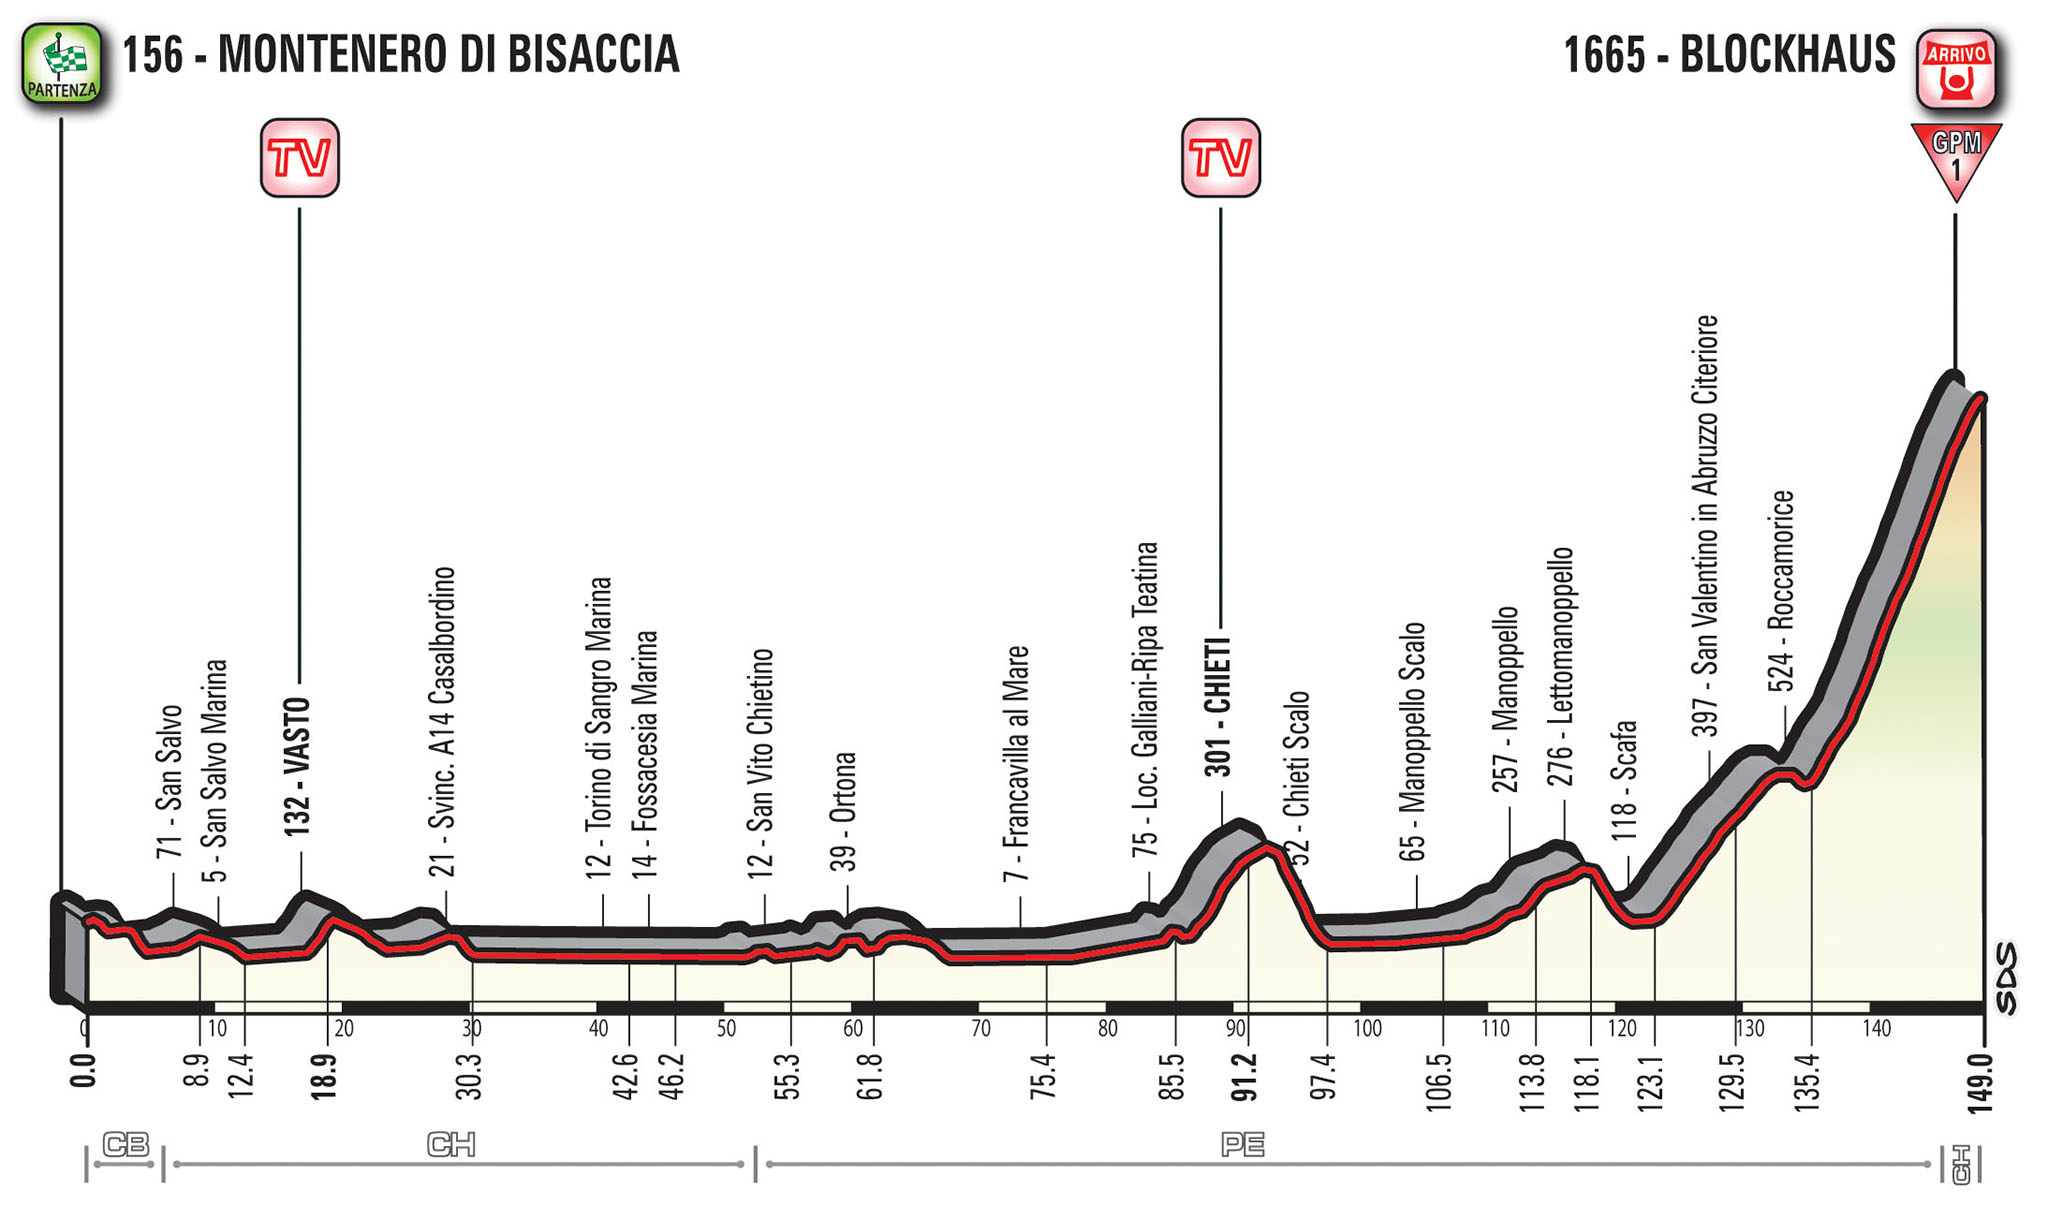 156 - MONTENERO DI BISACCIA
1665 - BLOCKHAUS
PARTENZA
ARRIVO
GPM
1
TV
TV
71 - San Salvo
5 - San Salvo Marina
132 - VASTO
21 - Svinc. A14 Casalbordino
12 - Torino di Sangro Marina
14 - Fossacesia Marina
12 - San Vito Chietino
39 - Ortona
7 - Francavilla al Mare
75 - Loc. Galliani-Ripa Teatina
301 - CHIETI
52 - Chieti Scalo
65 - Manoppello Scalo
257 - Manoppello
276 - Lettomanoppello
118 - Scafa
397 - San Valentino in Abruzzo Citeriore
524 - Roccamorice
SDS
0 10 20 30 40 50 60 70 80 90 100 110 120 130 140
0.0 8.9 12.4 18.9 30.3 42.6 46.2 55.3 61.8 75.4 85.5 91.2 97.4 106.5 113.8 118.1 123.1 129.5 135.4 149.0
CB CH PE CH